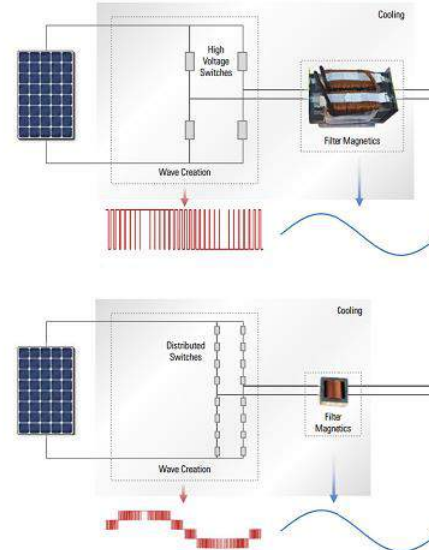 Cooling
High Voltage
Switches
Filter Magnetics
Wave Creation
Cooling
Distributed
Switches
Filter
Magnetics
Wave Creation